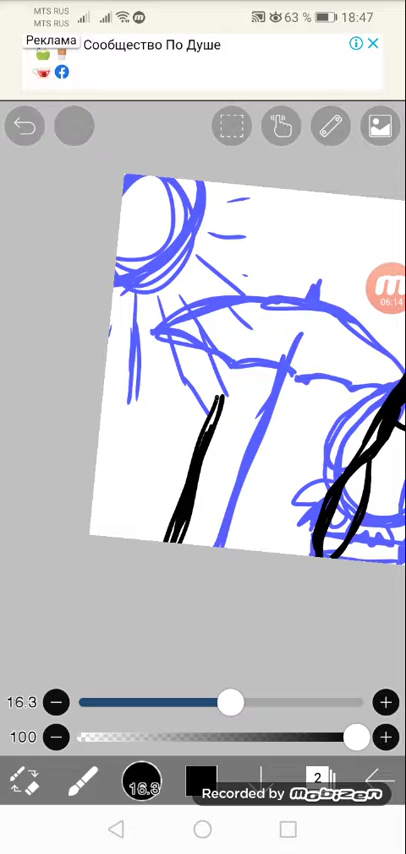 MTS RUS
MTS RUS
63 %
18:47
Реклама
Сообщество По Душе
06:14
16.3
100
16.3
2
Recorded by mobizen